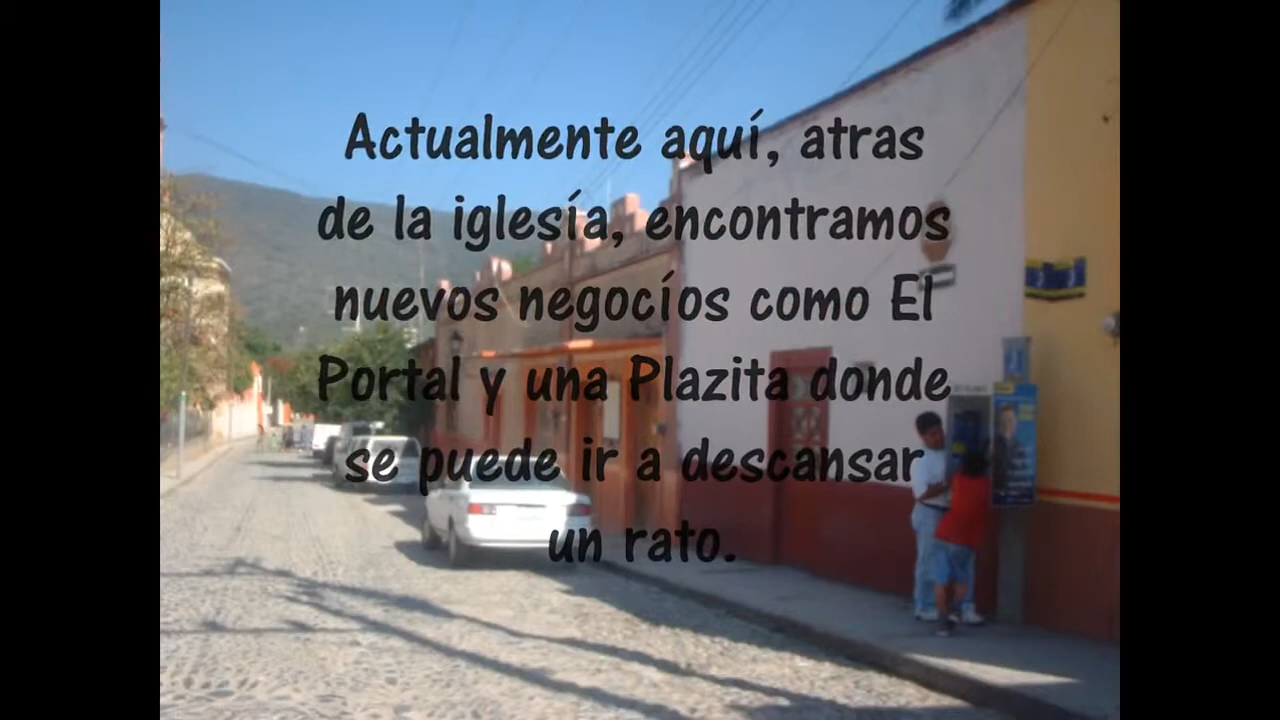 Actualmente aquí, atras
de la iglesía, encontramos
nuevos negocíos como El
Portal y una Plazita donde
se puede ir a descansar
un rato.